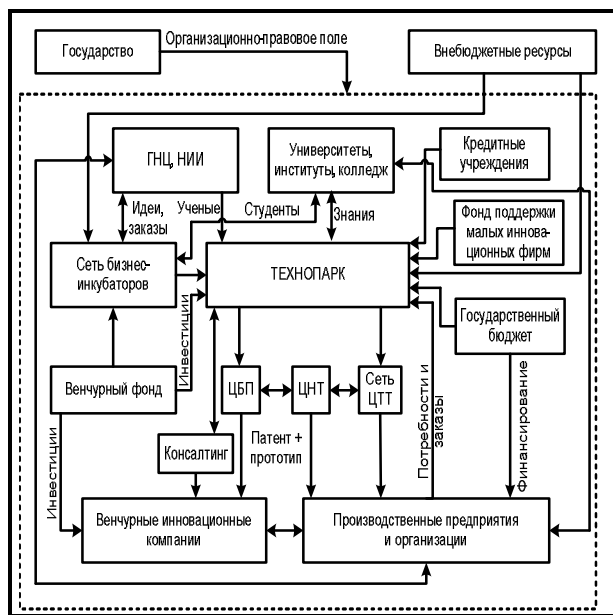 Государство
Организационно-правовое поле
Внебюджетные ресурсы
ГНЦ, НИИ
Университеты,
институты, колледж
Кредитные
учреждения
Идеи,
заказы
Ученые
Студенты
Знания
Фонд поддержки
малых иннова-
ционных фирм
Сеть бизнес-
инкубаторов
ТЕХНОПАРК
Государственный
бюджет
Инвестиции
Венчурный фонд
ЦБП
ЦНТ
Сеть
ЦТТ
Потребности и
заказы
Финансирование
Инвестиции
Консалтинг
Патент +
прототип
Венчурные инновационные
компании
Производственные предприятия
и организации